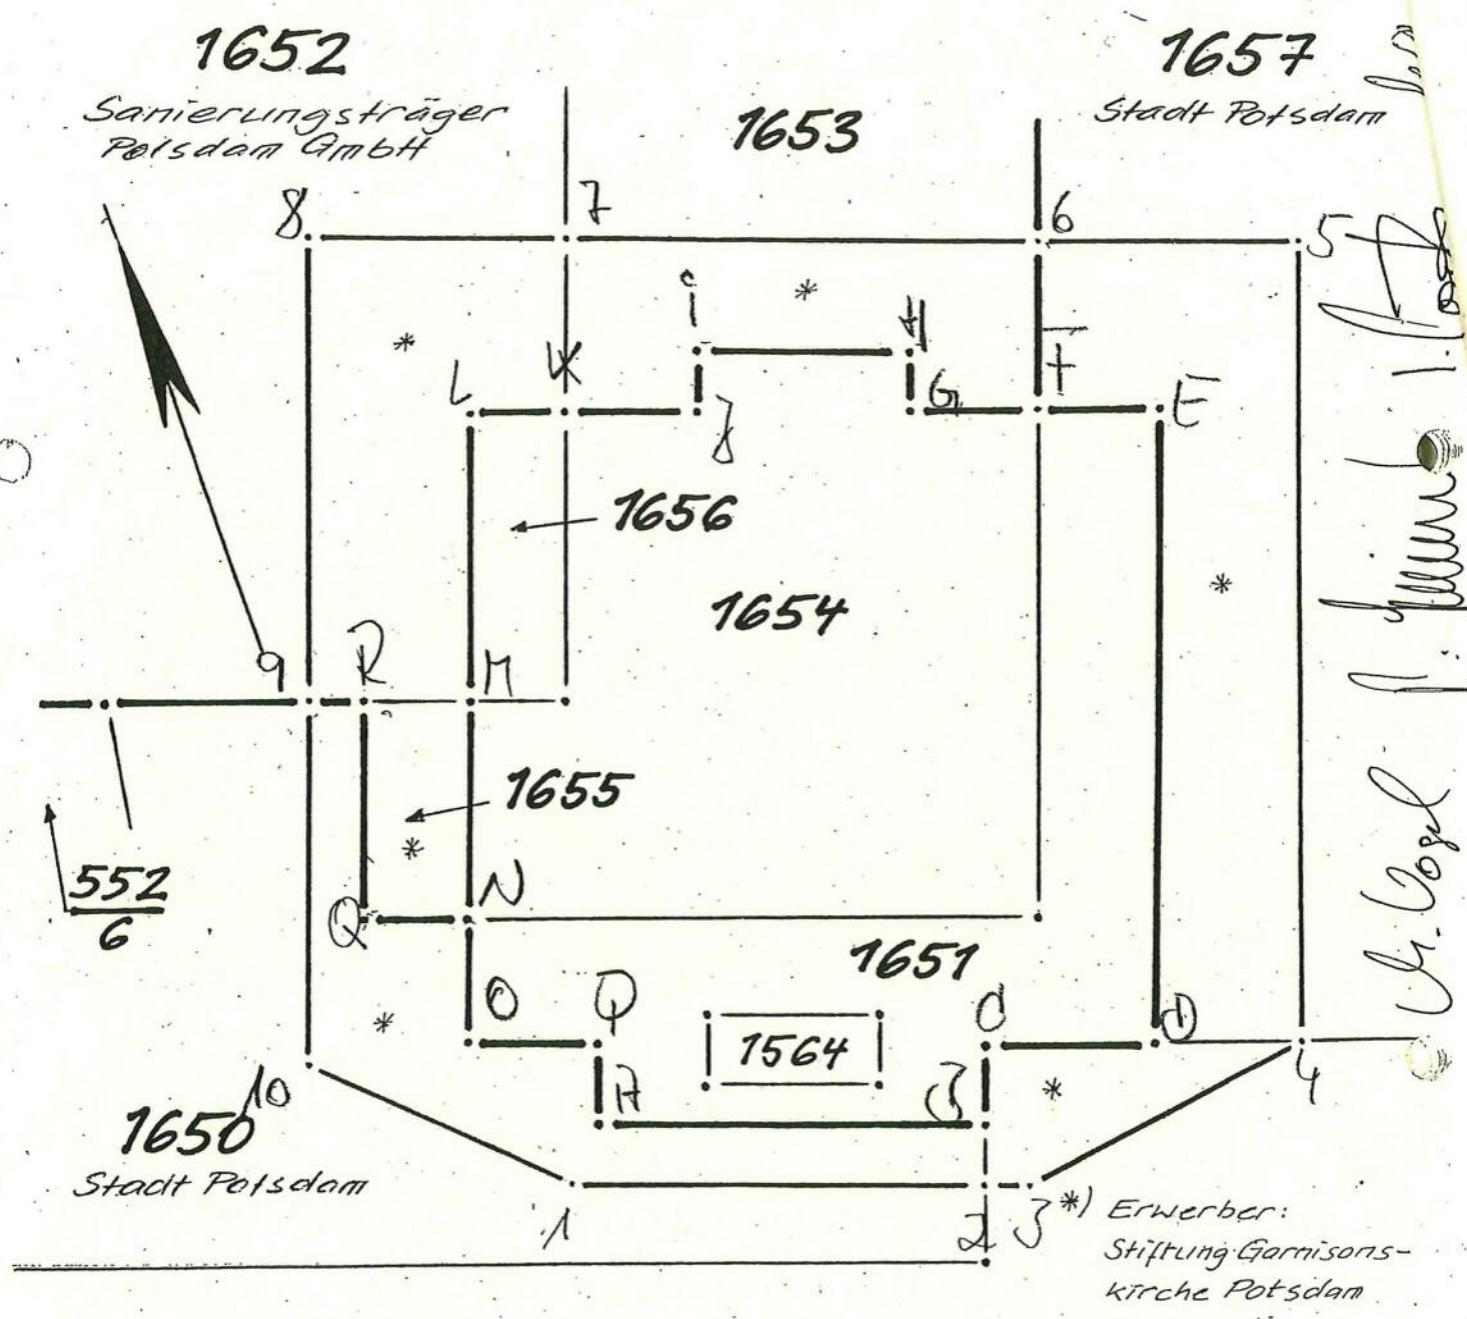 1652
Sanierungsträger
Potsdam GmbH
1653
1657
Stadt Potsdam
8
7
6
5
*
*
i
H
L
K
J
G
F
E
1656
1654
*
9
R
M
1655
*
552
6
Q
N
1651
O
P
C
D
*
1564
A
B
*
4
10
1650
Stadt Potsdam
1
2
3
*) Erwerber:
Stiftung Garnisons-
kirche Potsdam
Vogel